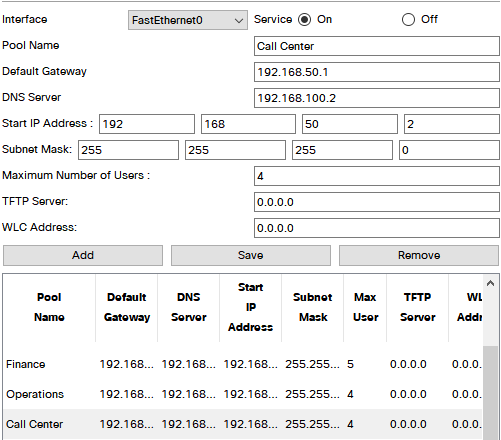 Interface FastEthernet0 Service On Off
Pool Name Call Center
Default Gateway 192.168.50.1
DNS Server 192.168.100.2
Start IP Address : 192 168 50 2
Subnet Mask: 255 255 255 0
Maximum Number of Users : 4
TFTP Server: 0.0.0.0
WLC Address: 0.0.0.0
Add Save Remove
Pool Name Default Gateway DNS Server Start IP Address Subnet Mask Max User TFTP Server WL Addr
Finance 192.168... 192.168... 192.168... 255.255... 5 0.0.0.0 0.0.0.
Operations 192.168... 192.168... 192.168... 255.255... 4 0.0.0.0 0.0.0.
Call Center 192.168... 192.168... 192.168... 255.255... 4 0.0.0.0 0.0.0.